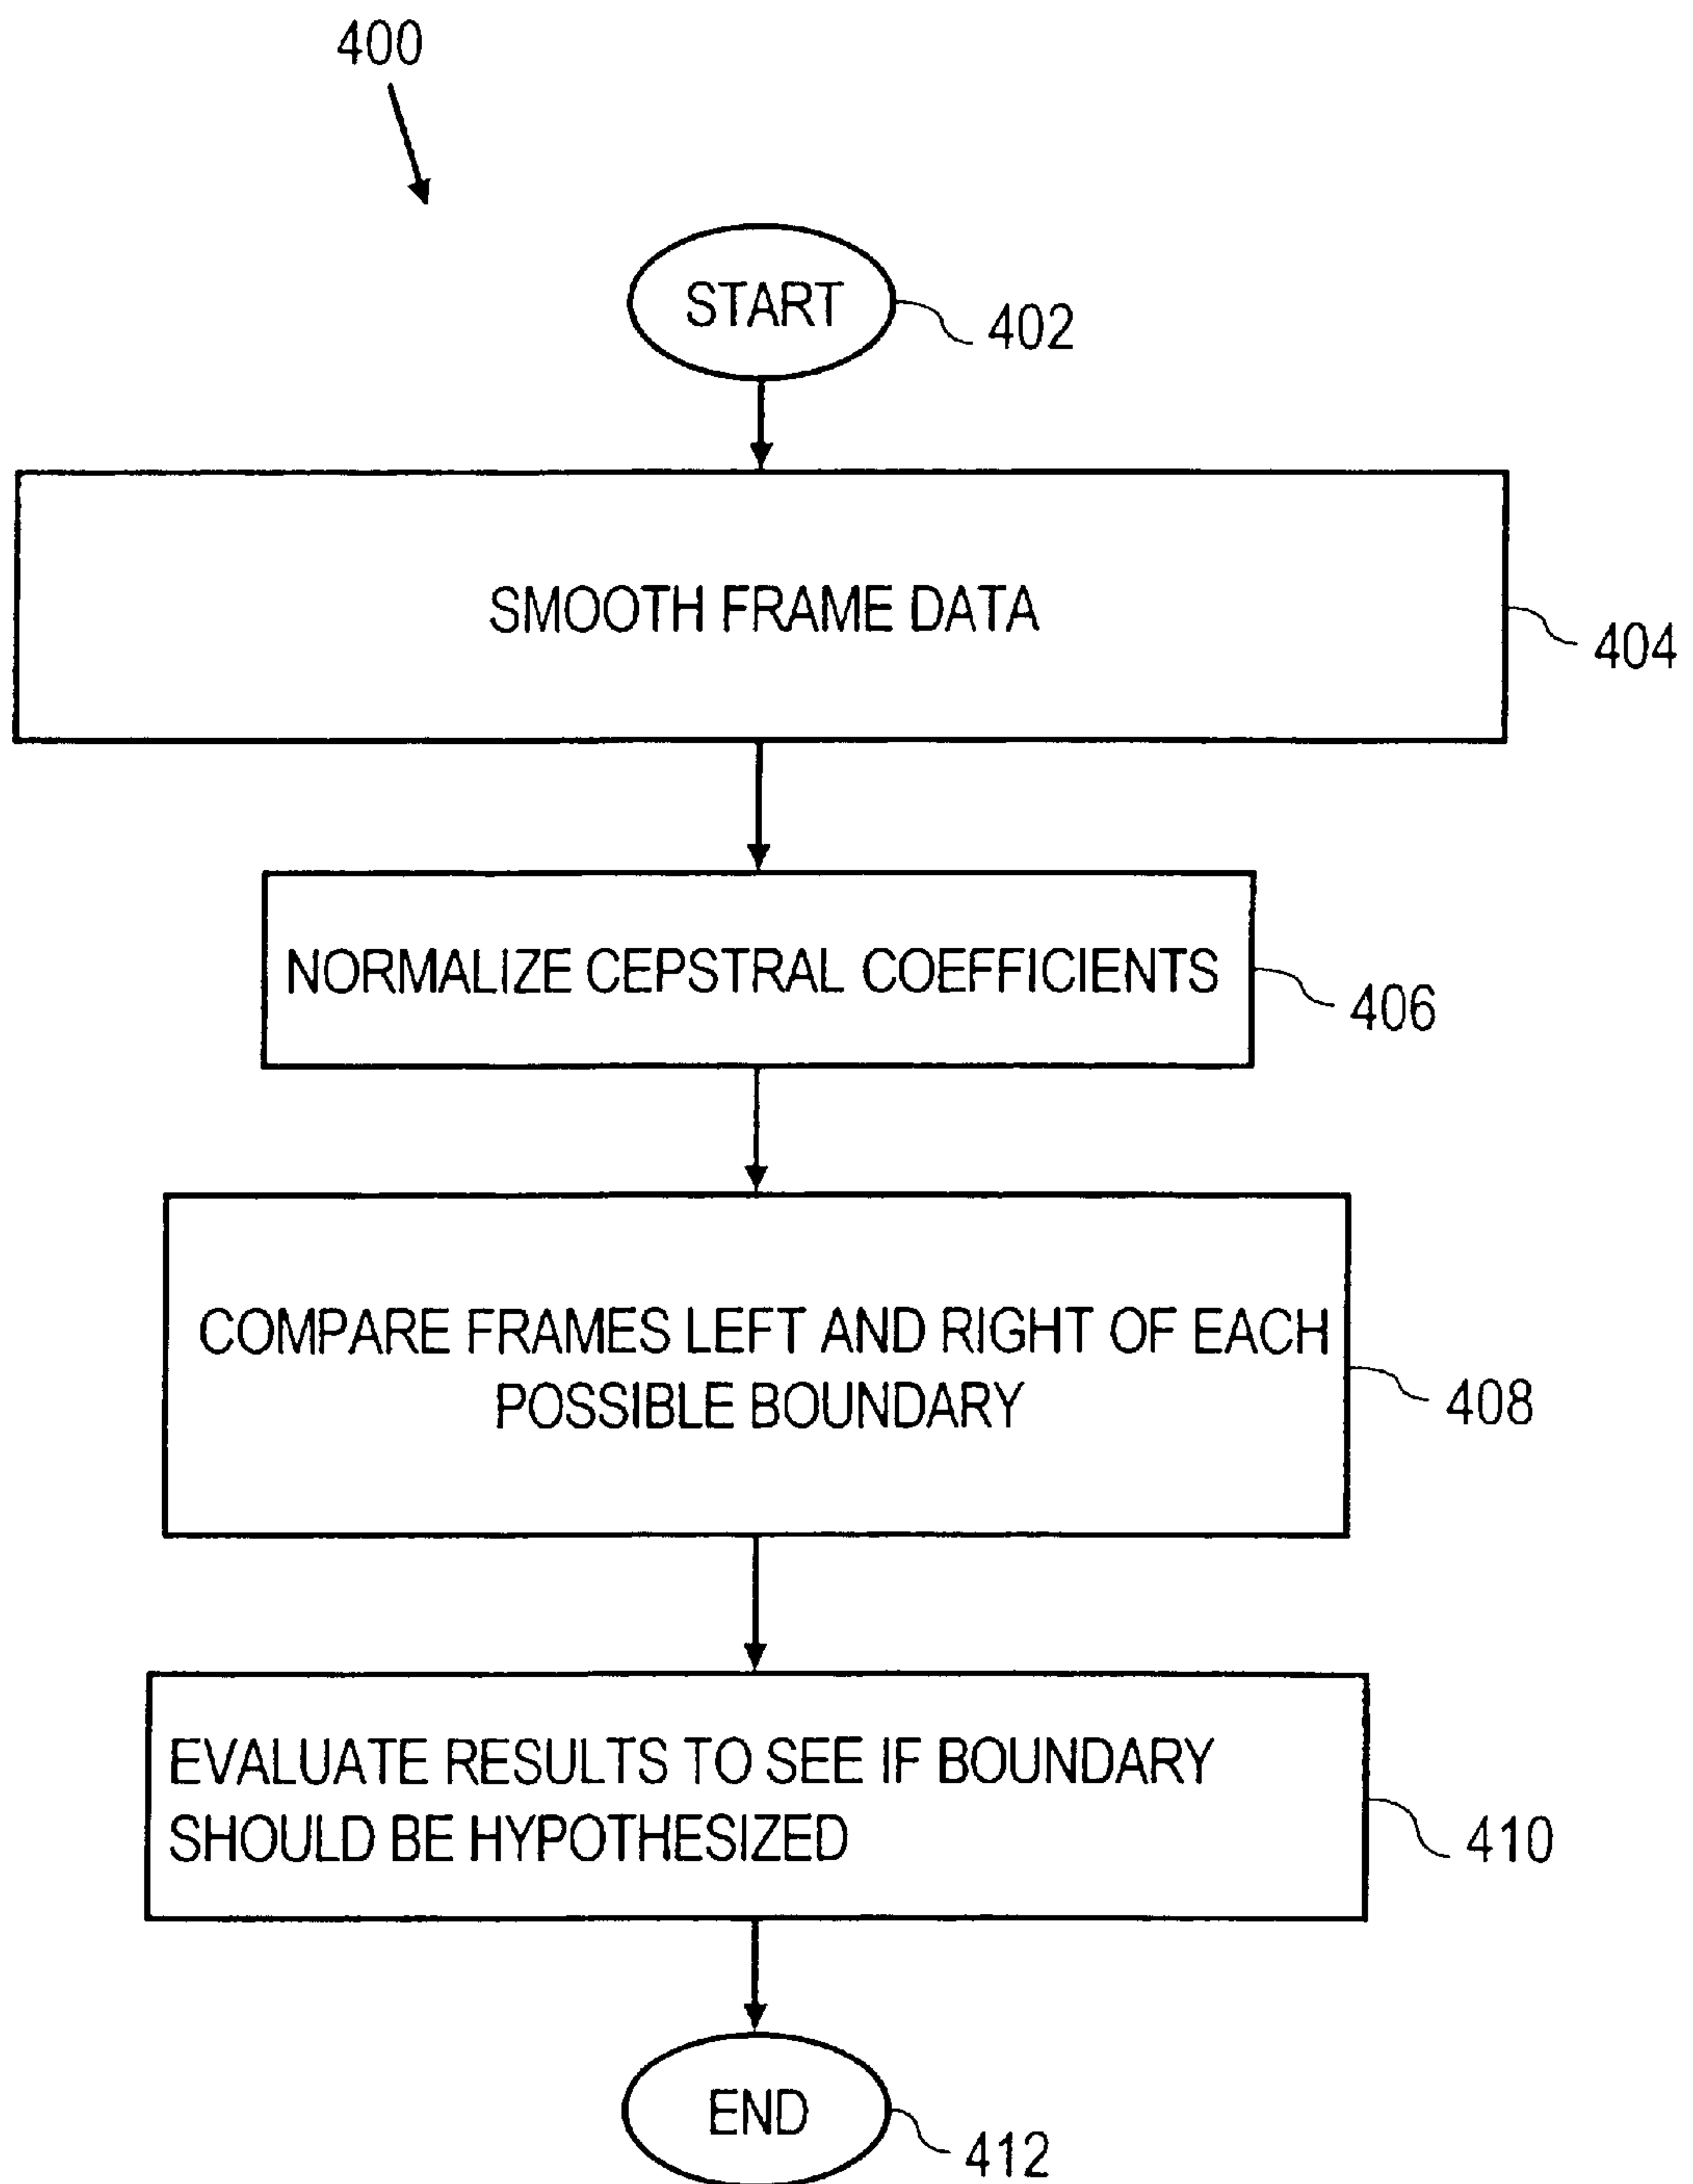 400
START
402
SMOOTH FRAME DATA
404
NORMALIZE CEPSTRAL COEFFICIENTS
406
COMPARE FRAMES LEFT AND RIGHT OF EACH
POSSIBLE BOUNDARY
408
EVALUATE RESULTS TO SEE IF BOUNDARY
SHOULD BE HYPOTHESIZED
410
END
412